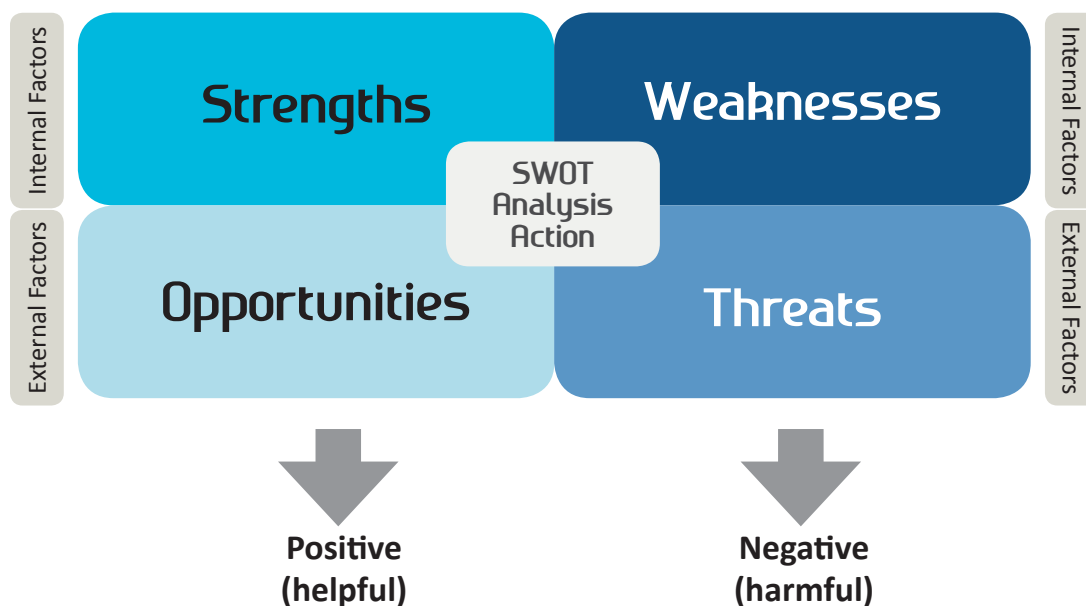 Internal Factors
Strengths
Weaknesses
Internal Factors
SWOT
Analysis
Action
External Factors
Opportunities
Threats
External Factors
Positive
(helpful)
Negative
(harmful)